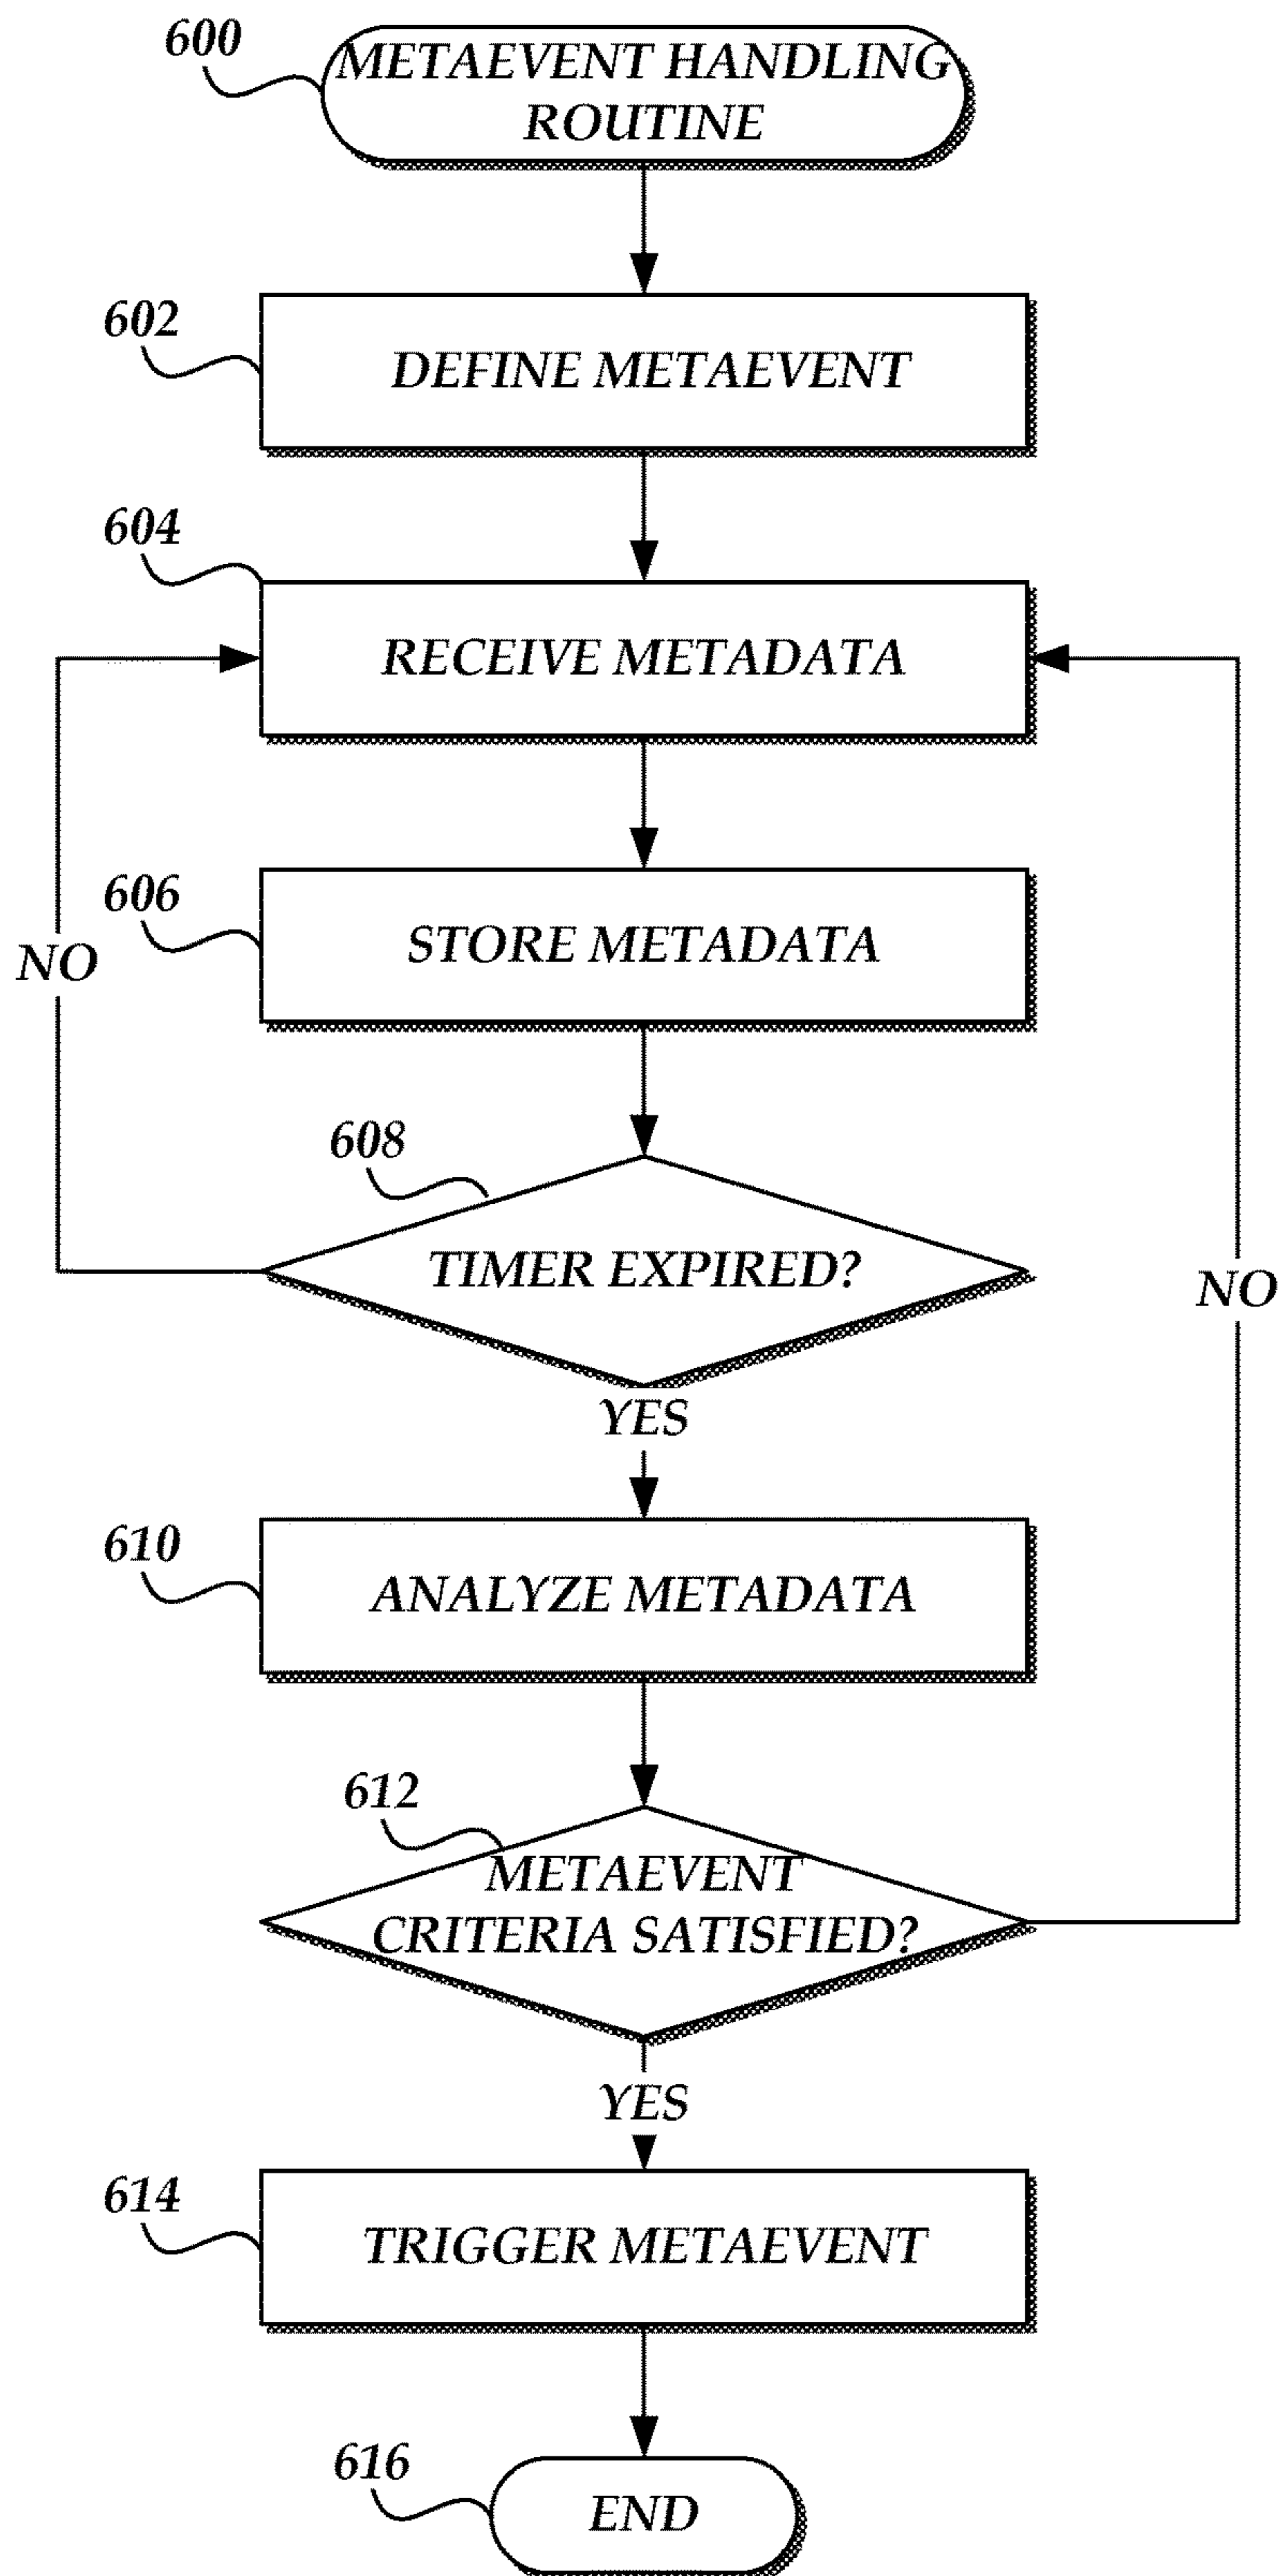 600
METAEVENT HANDLING
ROUTINE
602
DEFINE METAEVENT
604
RECEIVE METADATA
606
STORE METADATA
NO
608
TIMER EXPIRED?
NO
YES
610
ANALYZE METADATA
612
METAEVENT
CRITERIA SATISFIED?
YES
614
TRIGGER METAEVENT
616
END